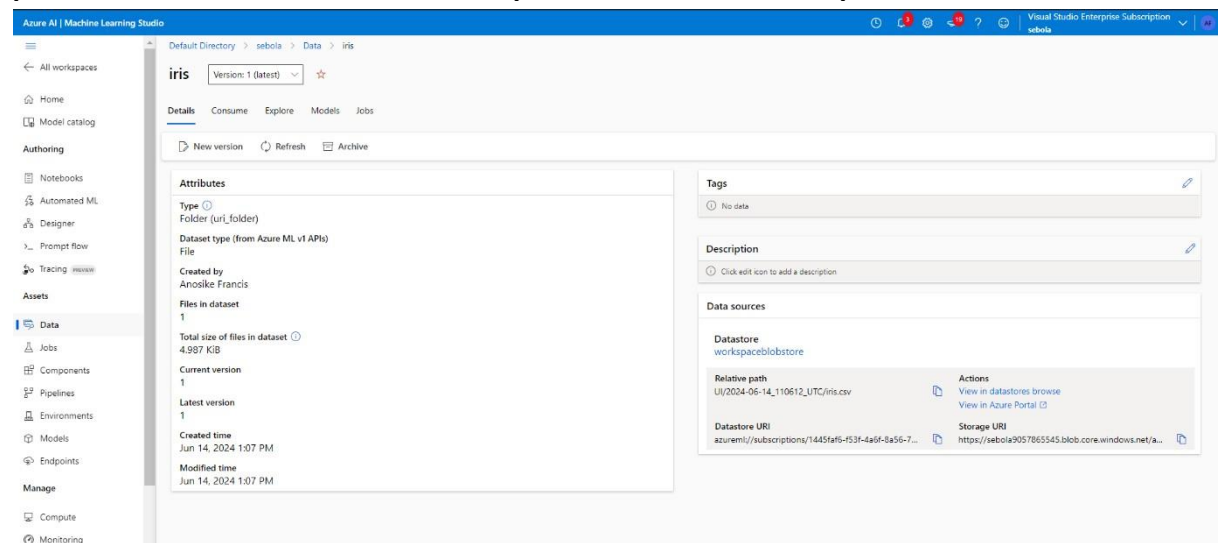 Azure AI | Machine Learning Studio
3
19
?
Visual Studio Enterprise Subscription
sebola
AF
All workspaces
Home
Model catalog
Authoring
Notebooks
Automated ML
Designer
Prompt flow
Tracing PREVIEW
Assets
Data
Jobs
Components
Pipelines
Environments
Models
Endpoints
Manage
Compute
Monitoring
Default Directory > sebola > Data > iris
iris
Version: 1 (latest)
Details Consume Explore Models Jobs
New version Refresh Archive
Attributes
Type
Folder (uri_folder)
Dataset type (from Azure ML v1 APIs)
File
Created by
Anosike Francis
Files in dataset
1
Total size of files in dataset
4.987 KiB
Current version
1
Latest version
1
Created time
Jun 14, 2024 1:07 PM
Modified time
Jun 14, 2024 1:07 PM
Tags
No data
Description
Click edit icon to add a description
Data sources
Datastore
workspaceblobstore
Relative path
UI/2024-06-14_110612_UTC/iris.csv
Actions
View in datastores browse
View in Azure Portal
Datastore URI
azureml://subscriptions/1445faf6-f53f-4a6f-8a56-7...
Storage URI
https://sebola9057865545.blob.core.windows.net/a...